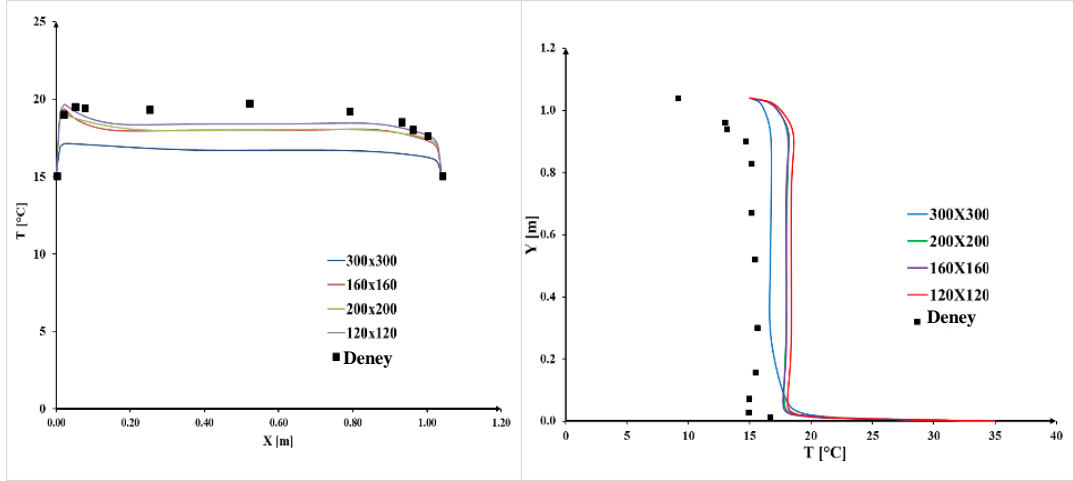 25
20
15
10
5
0
T [°C]
0.00 0.20 0.40 0.60 0.80 1.00 1.20
X [m]
300x300
160x160
200x200
120x120
Deney
1.2
1.0
0.8
0.6
0.4
0.2
0.0
Y [m]
0 5 10 15 20 25 30 35 40
T [°C]
300X300
200X200
160X160
120X120
Deney